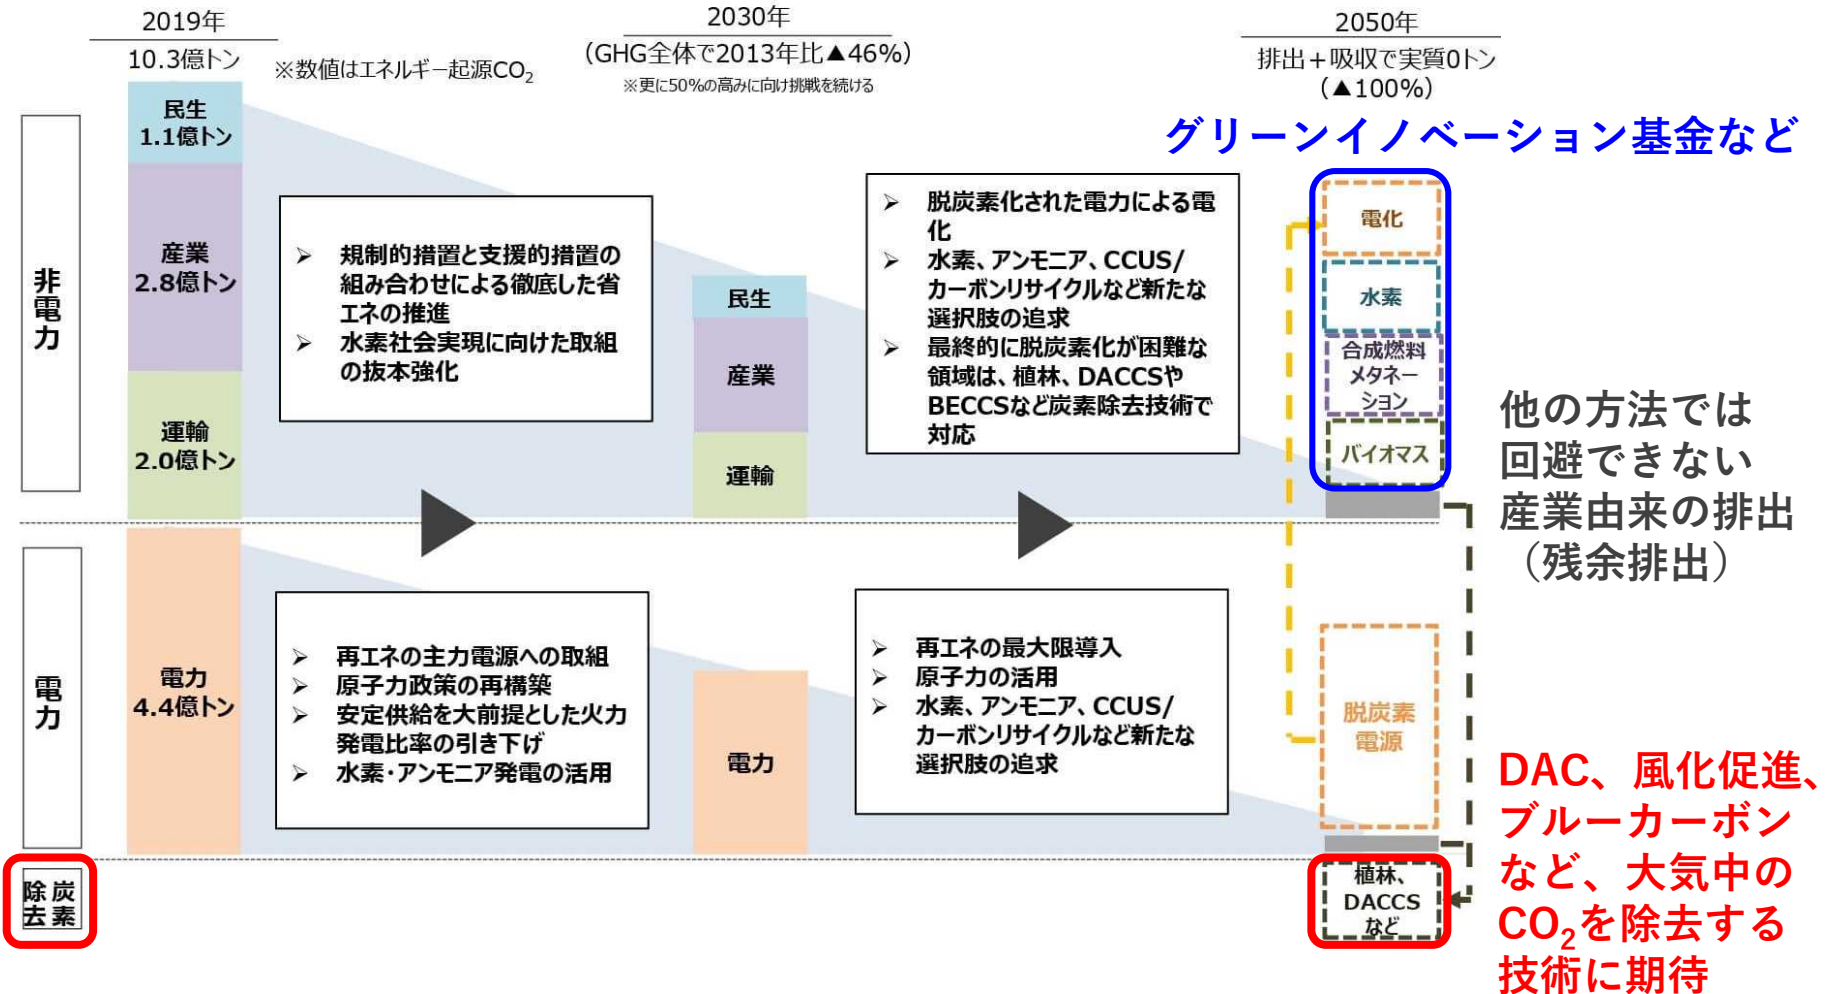 2019年
10.3億トン
※数値はエネルギー起源CO₂
2030年
(GHG全体で2013年比▲46%)
※更に50%の高みに向け挑戦を続ける
2050年
排出+吸収で実質0トン
(▲100%)
グリーンイノベーション基金など
非電力
民生
1.1億トン
産業
2.8億トン
運輸
2.0億トン
➢ 規制的措置と支援的措置の
組み合わせによる徹底した省
エネの推進
➢ 水素社会実現に向けた取組
の抜本強化
民生
産業
運輸
➢ 脱炭素化された電力による電
化
➢ 水素、アンモニア、CCUS/
カーボンリサイクルなど新たな
選択肢の追求
➢ 最終的に脱炭素化が困難な
領域は、植林、DACCSや
BECCSなど炭素除去技術で
対応
電化
水素
合成燃料
メタネー
ション
バイオマス
他の方法では
回避できない
産業由来の排出
（残余排出）
電力
電力
4.4億トン
➢ 再エネの主力電源への取組
➢ 原子力政策の再構築
➢ 安定供給を大前提とした火力
発電比率の引き下げ
➢ 水素・アンモニア発電の活用
電力
➢ 再エネの最大限導入
➢ 原子力の活用
➢ 水素、アンモニア、CCUS/
カーボンリサイクルなど新たな
選択肢の追求
脱炭素
電源
炭素除去
植林、
DACCS
など
DAC、風化促進、
ブルーカーボン
など、大気中の
CO₂を除去する
技術に期待